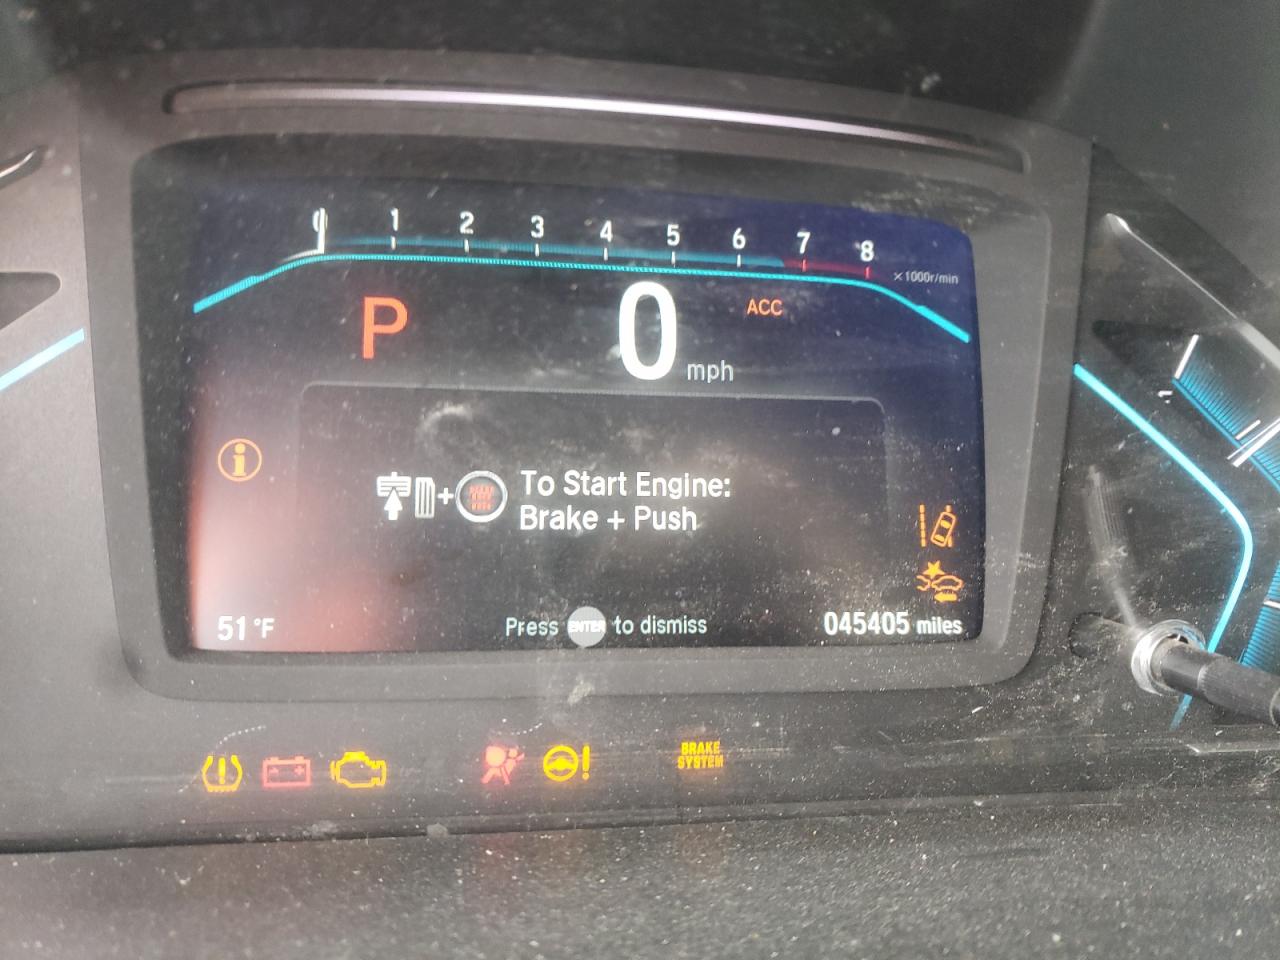 0 1 2 3 4 5 6 7 8
×1000r/min
P 0 mph ACC
To Start Engine:
Brake + Push
51°F
Press ENTER to dismiss
045405 miles
BRAKE
SYSTEM